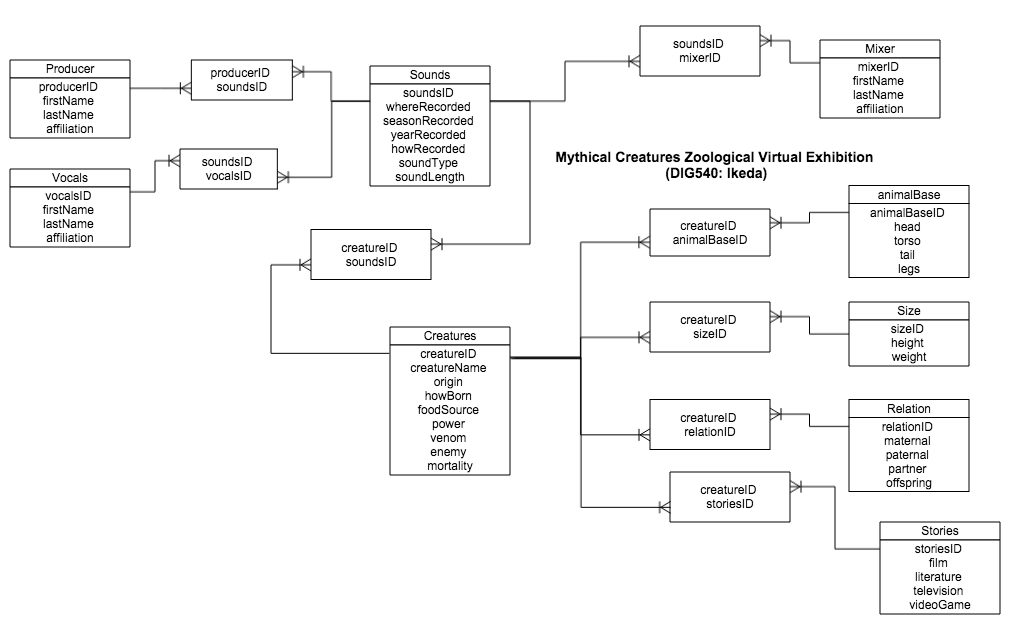 Producer
producerID
firstName
lastName
affiliation
producerID
soundsID
Sounds
soundsID
whereRecorded
seasonRecorded
yearRecorded
howRecorded
soundType
soundLength
soundsID
mixerID
Mixer
mixerID
firstName
lastName
affiliation
Vocals
vocalsID
firstName
lastName
affiliation
soundsID
vocalsID
Mythical Creatures Zoological Virtual Exhibition
(DIG540: Ikeda)
creatureID
soundsID
creatureID
animalBaseID
animalBase
animalBaseID
head
torso
tail
legs
Creatures
creatureID
creatureName
origin
howBorn
foodSource
power
venom
enemy
mortality
creatureID
sizeID
Size
sizeID
height
weight
creatureID
relationID
Relation
relationID
maternal
paternal
partner
offspring
creatureID
storiesID
Stories
storiesID
film
literature
television
videoGame